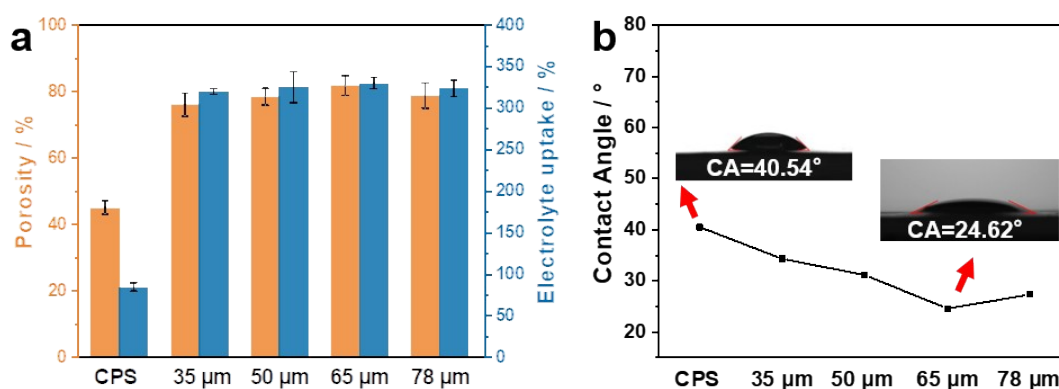 a
Porosity / %
100
80
60
40
20
0
Electrolyte uptake / %
400
350
300
250
200
150
100
50
0
CPS 35 μm 50 μm 65 μm 78 μm
b
Contact Angle / °
80
70
60
50
40
30
20
CA=40.54°
CA=24.62°
CPS 35 μm 50 μm 65 μm 78 μm